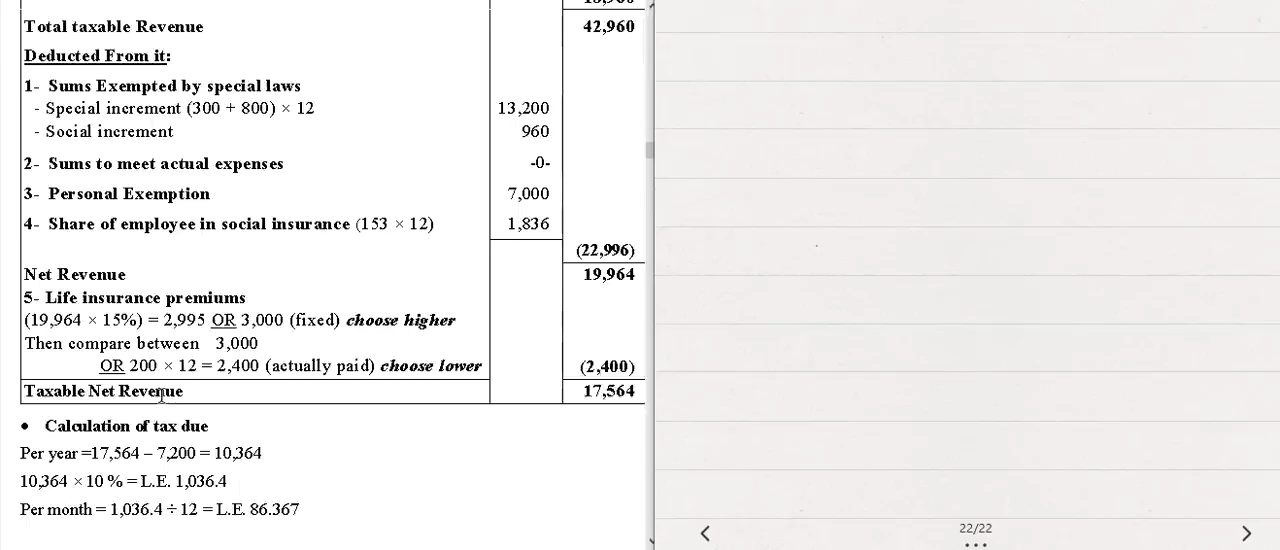 Total taxable Revenue 42,960
Deducted From it:
1- Sums Exempted by special laws
- Special increment (300 + 800) × 12 13,200
- Social increment 960
2- Sums to meet actual expenses -0-
3- Personal Exemption 7,000
4- Share of employee in social insurance (153 × 12) 1,836
(22,996)
Net Revenue 19,964
5- Life insurance premiums
(19,964 × 15%) = 2,995 OR 3,000 (fixed) choose higher
Then compare between 3,000
OR 200 × 12 = 2,400 (actually paid) choose lower (2,400)
Taxable Net Revenue 17,564
• Calculation of tax due
Per year =17,564 – 7,200 = 10,364
10,364 × 10 % = L.E. 1,036.4
Per month = 1,036.4 ÷ 12 = L.E. 86.367
22/22